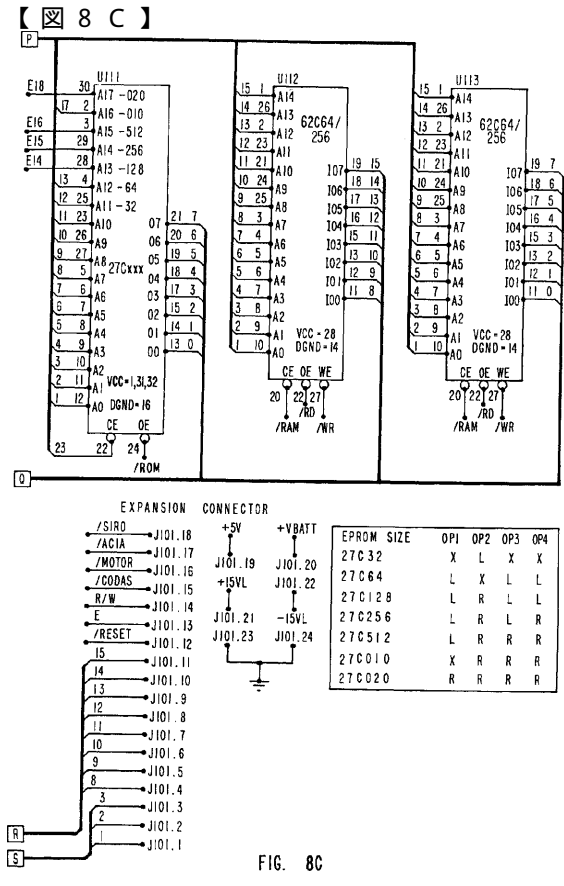 【 図 8 C 】
P
U111
E18 30 A17 -020
17 2 A16 -010
E16 3 A15 -512
E15 29 A14 -256
E14 28 A13 -128
13 4 A12 -64
12 25 A11 -32
11 23 A10
10 26 A9
9 27 A8
8 5 A7
7 6 A6
6 7 A5
5 8 A4
4 9 A3
3 10 A2
2 11 A1
1 12 A0
27Cxxx
07 21 7
06 20 6
05 19 5
04 18 4
03 17 3
02 15 2
01 14 1
00 13 0
VCC=1,31,32
DGND=16
CE OE
23 22 24
/ROM
U112
15 1 A14
14 26 A13
13 2 A12
12 23 A11
11 21 A10
10 24 A9
9 25 A8
8 3 A7
7 4 A6
6 5 A5
5 6 A4
4 7 A3
3 8 A2
2 9 A1
1 10 A0
62C64/
256
IO7 19 15
IO6 18 14
IO5 17 13
IO4 16 12
IO3 15 11
IO2 13 10
IO1 12 9
IO0 11 8
VCC=28
DGND=14
CE OE WE
20 22 27
/RD
/RAM /WR
U113
15 1 A14
14 26 A13
13 2 A12
12 23 A11
11 21 A10
10 24 A9
9 25 A8
8 3 A7
7 4 A6
6 5 A5
5 6 A4
4 7 A3
3 8 A2
2 9 A1
1 10 A0
62C64/
256
IO7 19 7
IO6 18 6
IO5 17 5
IO4 16 4
IO3 15 3
IO2 13 2
IO1 12 1
IO0 11 0
VCC=28
DGND=14
CE OE WE
20 22 27
/RD
/RAM /WR
Q
EXPANSION CONNECTOR
/SIRO J101.18
/ACIA J101.17
/MOTOR J101.16
/CODAS J101.15
R/W J101.14
E J101.13
/RESET J101.12
15 J101.11
14 J101.10
13 J101.9
12 J101.8
11 J101.7
10 J101.6
9 J101.5
8 J101.4
3 J101.3
2 J101.2
1 J101.1
R
S
+5V +VBATT
J101.19 J101.20
+15VL J101.22
J101.21 -15VL
J101.23 J101.24
EPROM SIZE OP1 OP2 OP3 OP4
27C32 X L X X
27C64 L X L L
27C128 L R L L
27C256 L R L R
27C512 L R R R
27C010 X R R R
27C020 R R R R
FIG. 8C